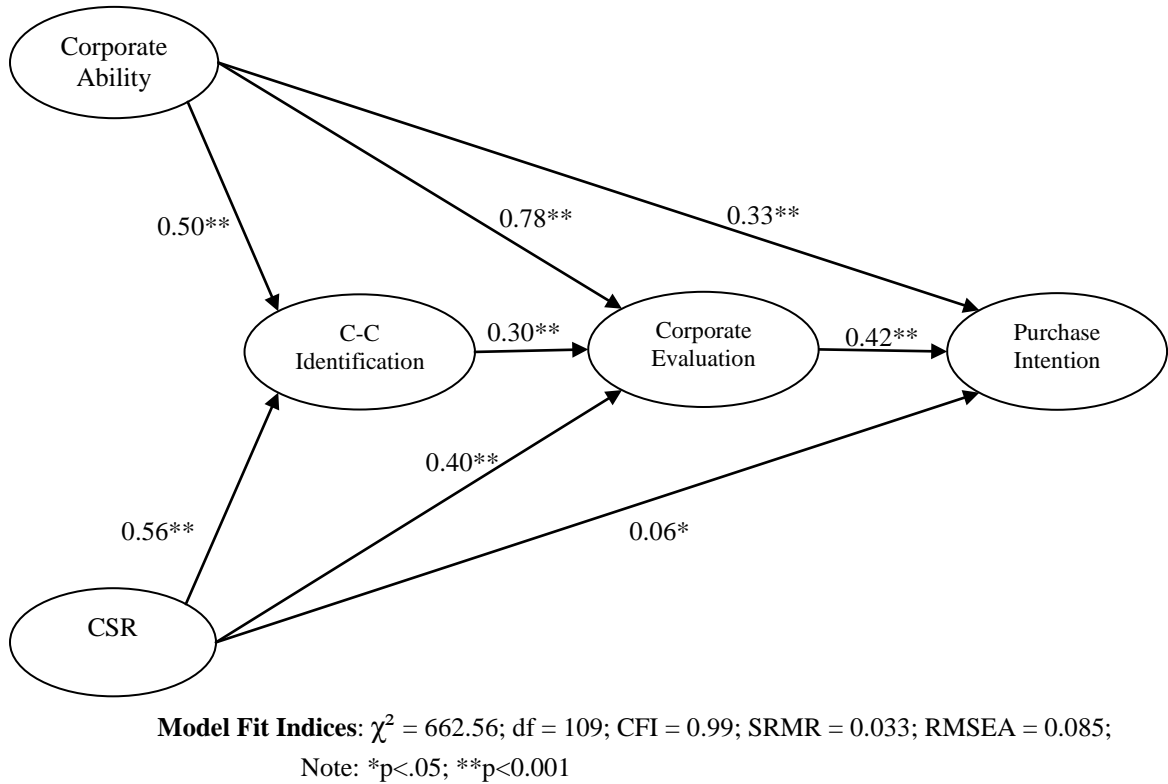 Corporate
Ability
0.50**
0.78**
0.33**
C-C
Identification
0.30**
Corporate
Evaluation
0.42**
Purchase
Intention
0.56**
0.40**
0.06*
CSR
Model Fit Indices: χ² = 662.56; df = 109; CFI = 0.99; SRMR = 0.033; RMSEA = 0.085;
Note: *p<.05; **p<0.001